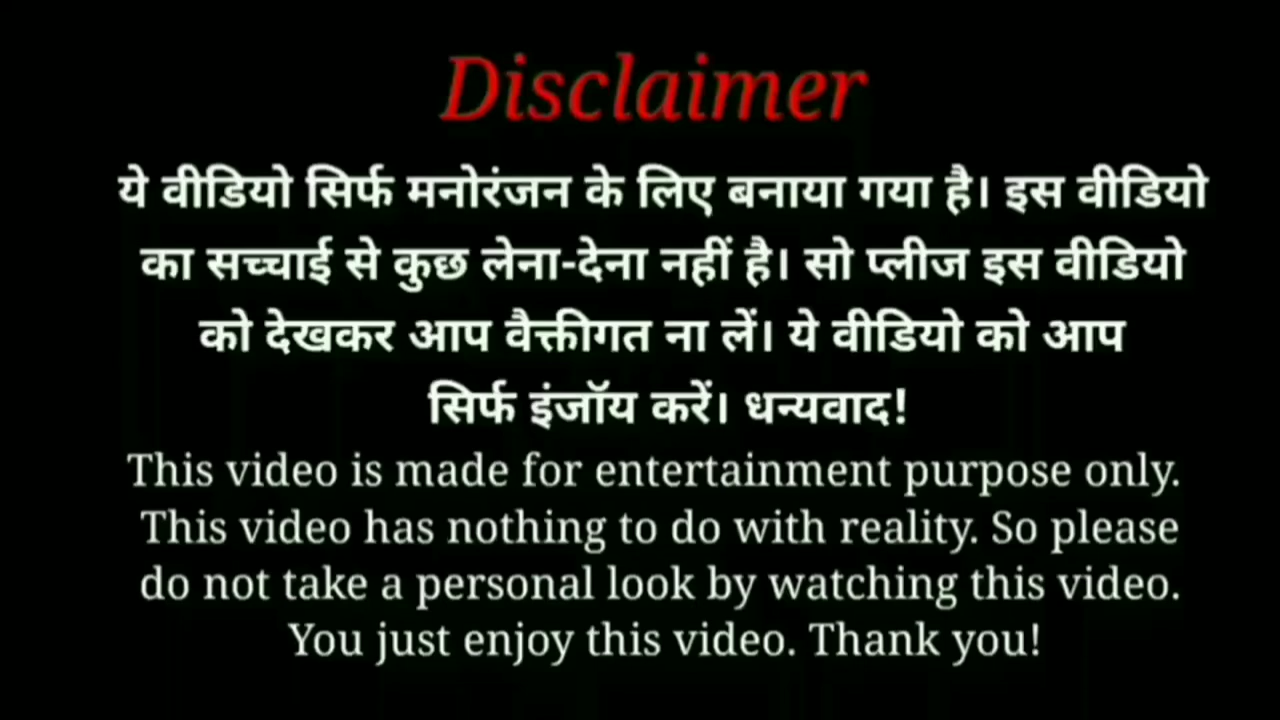 Disclaimer
ये वीडियो सिर्फ मनोरंजन के लिए बनाया गया है। इस वीडियो
का सच्चाई से कुछ लेना-देना नहीं है। सो प्लीज इस वीडियो
को देखकर आप वैक्तीगत ना लें। ये वीडियो को आप
सिर्फ इंजॉय करें। धन्यवाद!
This video is made for entertainment purpose only.
This video has nothing to do with reality. So please
do not take a personal look by watching this video.
You just enjoy this video. Thank you!